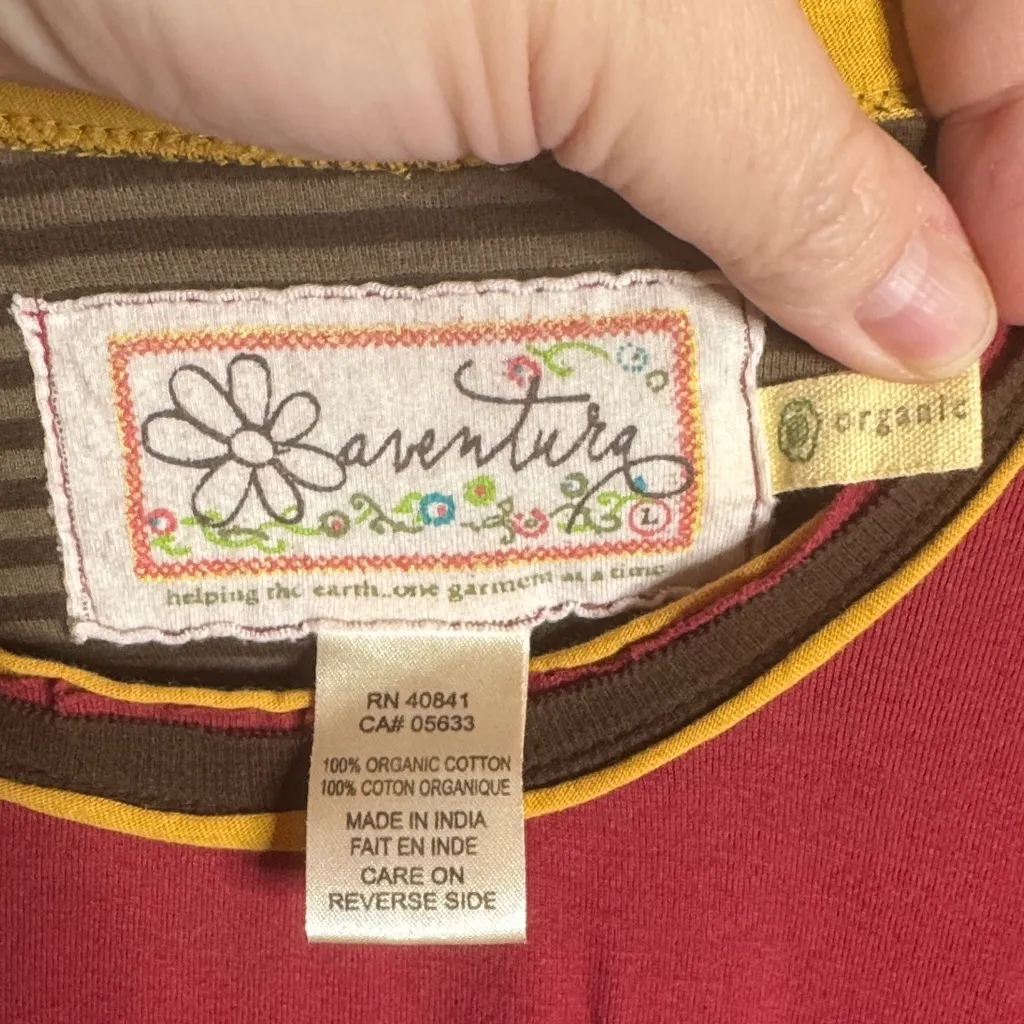 aventura
organic
L
helping the earth...one garment at a time
RN 40841
CA# 05633
100% ORGANIC COTTON
100% COTON ORGANIQUE
MADE IN INDIA
FAIT EN INDE
CARE ON
REVERSE SIDE